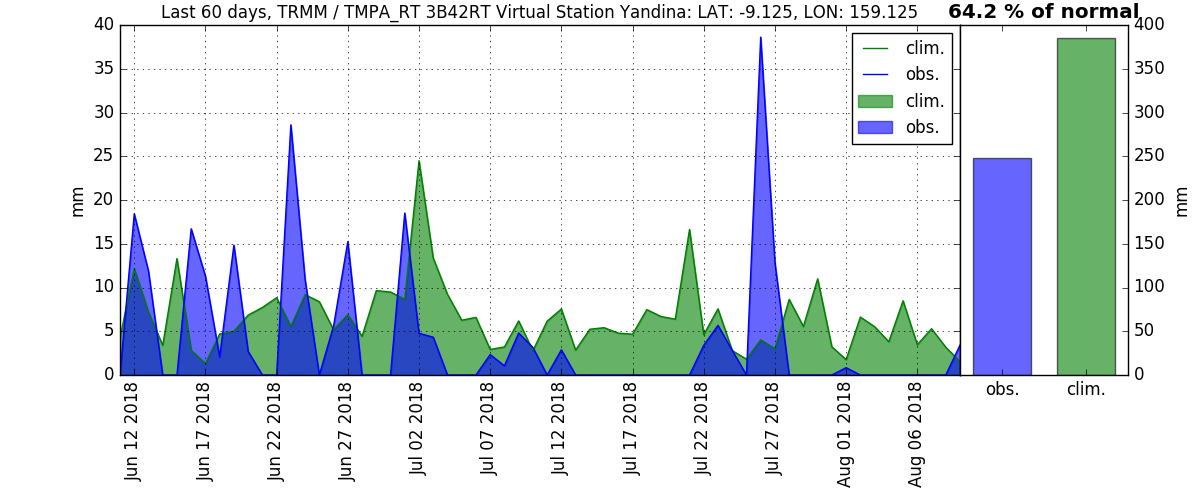 Last 60 days, TRMM / TMPA_RT 3B42RT Virtual Station Yandina: LAT: -9.125, LON: 159.125
64.2 % of normal
40
35
30
25
20
15
10
5
0
mm
clim.
obs.
clim.
obs.
400
350
300
250
200
150
100
50
0
mm
Jun 12 2018
Jun 17 2018
Jun 22 2018
Jun 27 2018
Jul 02 2018
Jul 07 2018
Jul 12 2018
Jul 17 2018
Jul 22 2018
Jul 27 2018
Aug 01 2018
Aug 06 2018
obs.
clim.